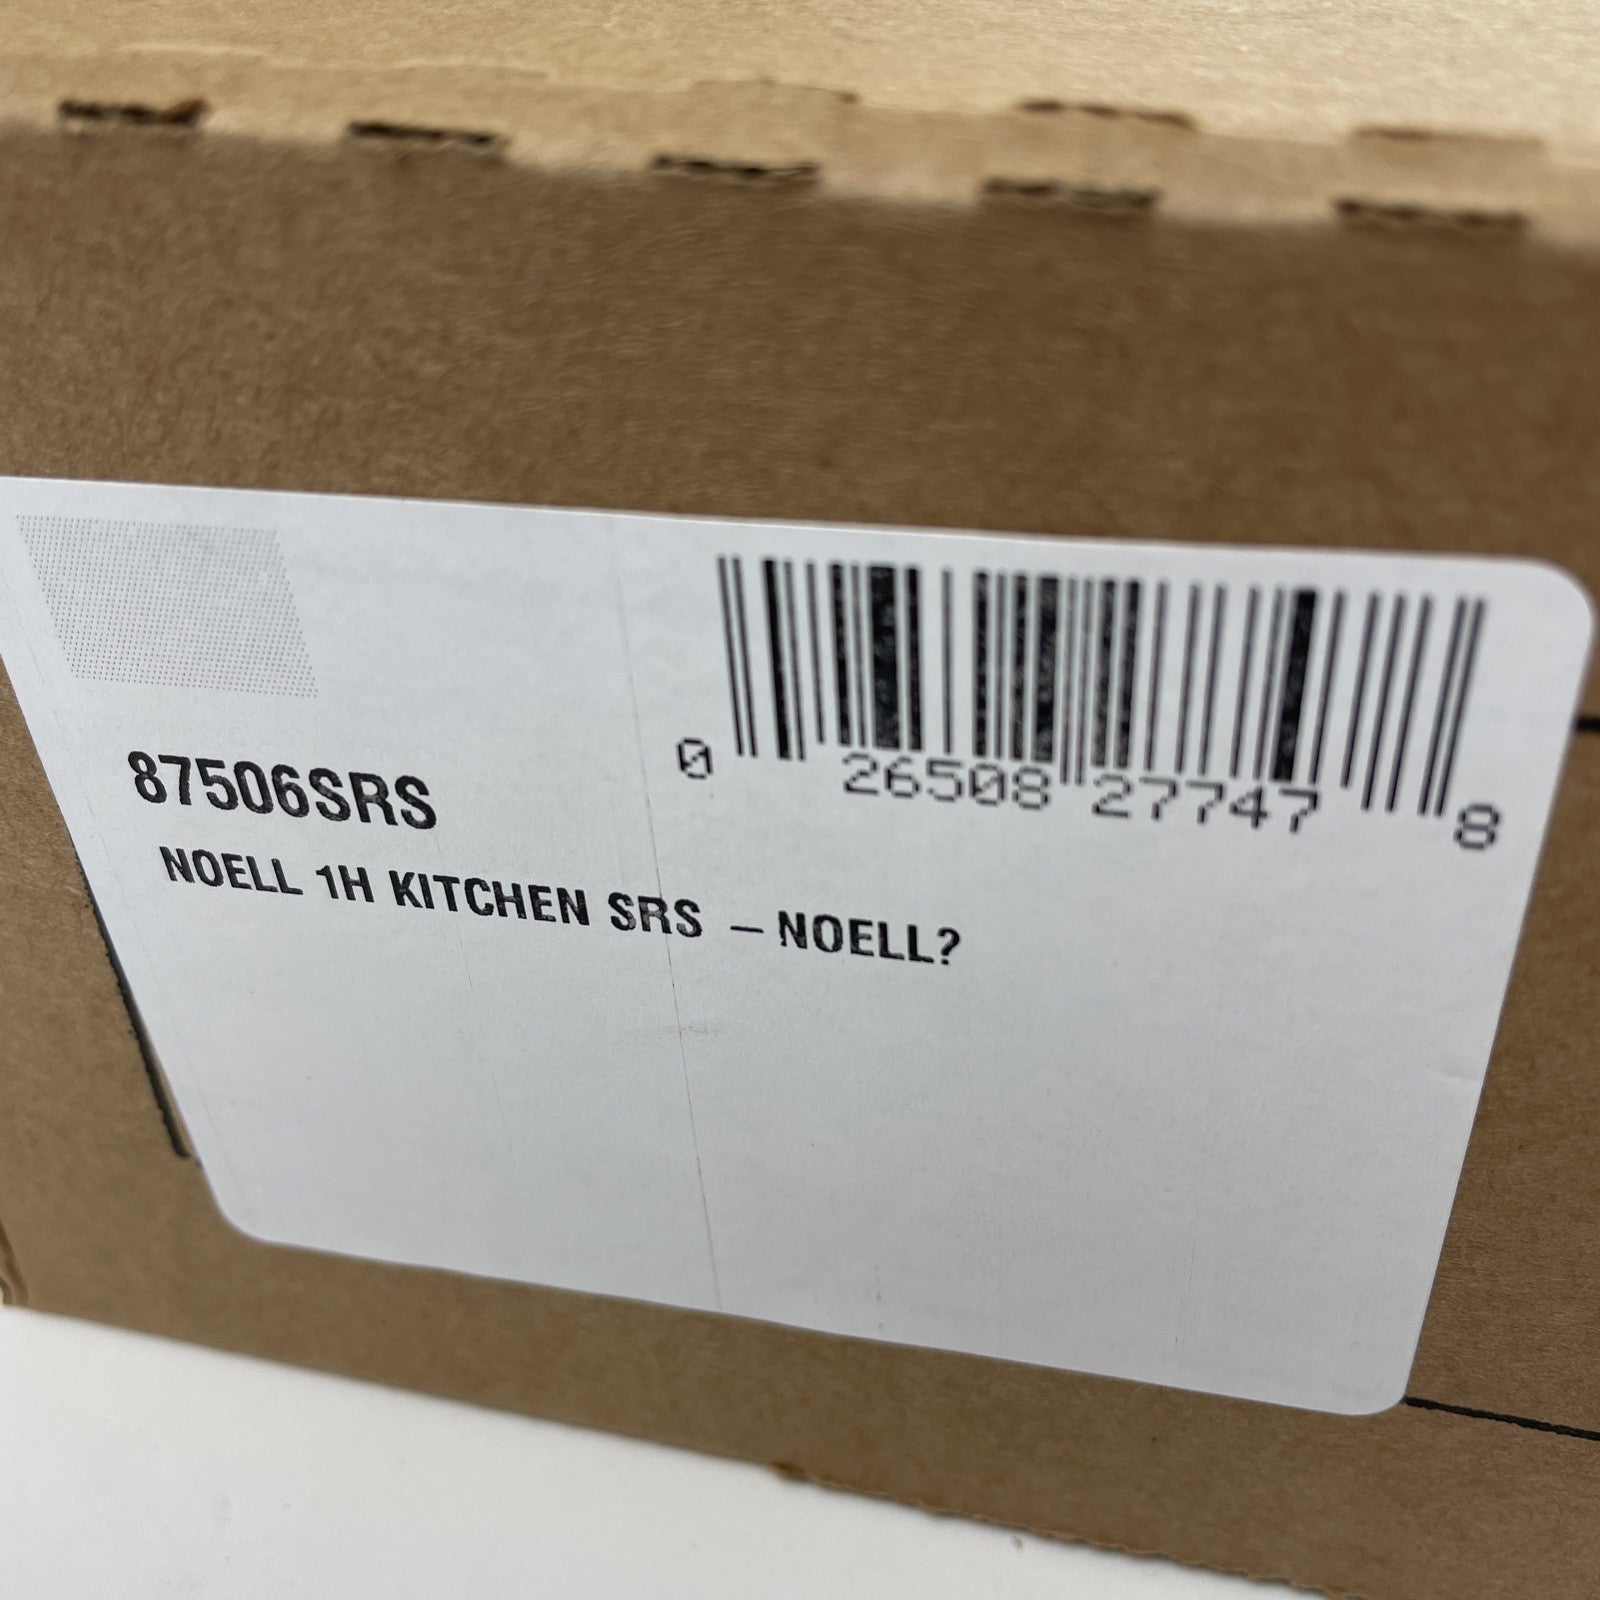 0 26508 27747 8
87506SRS
NOELL 1H KITCHEN SRS – NOELL?